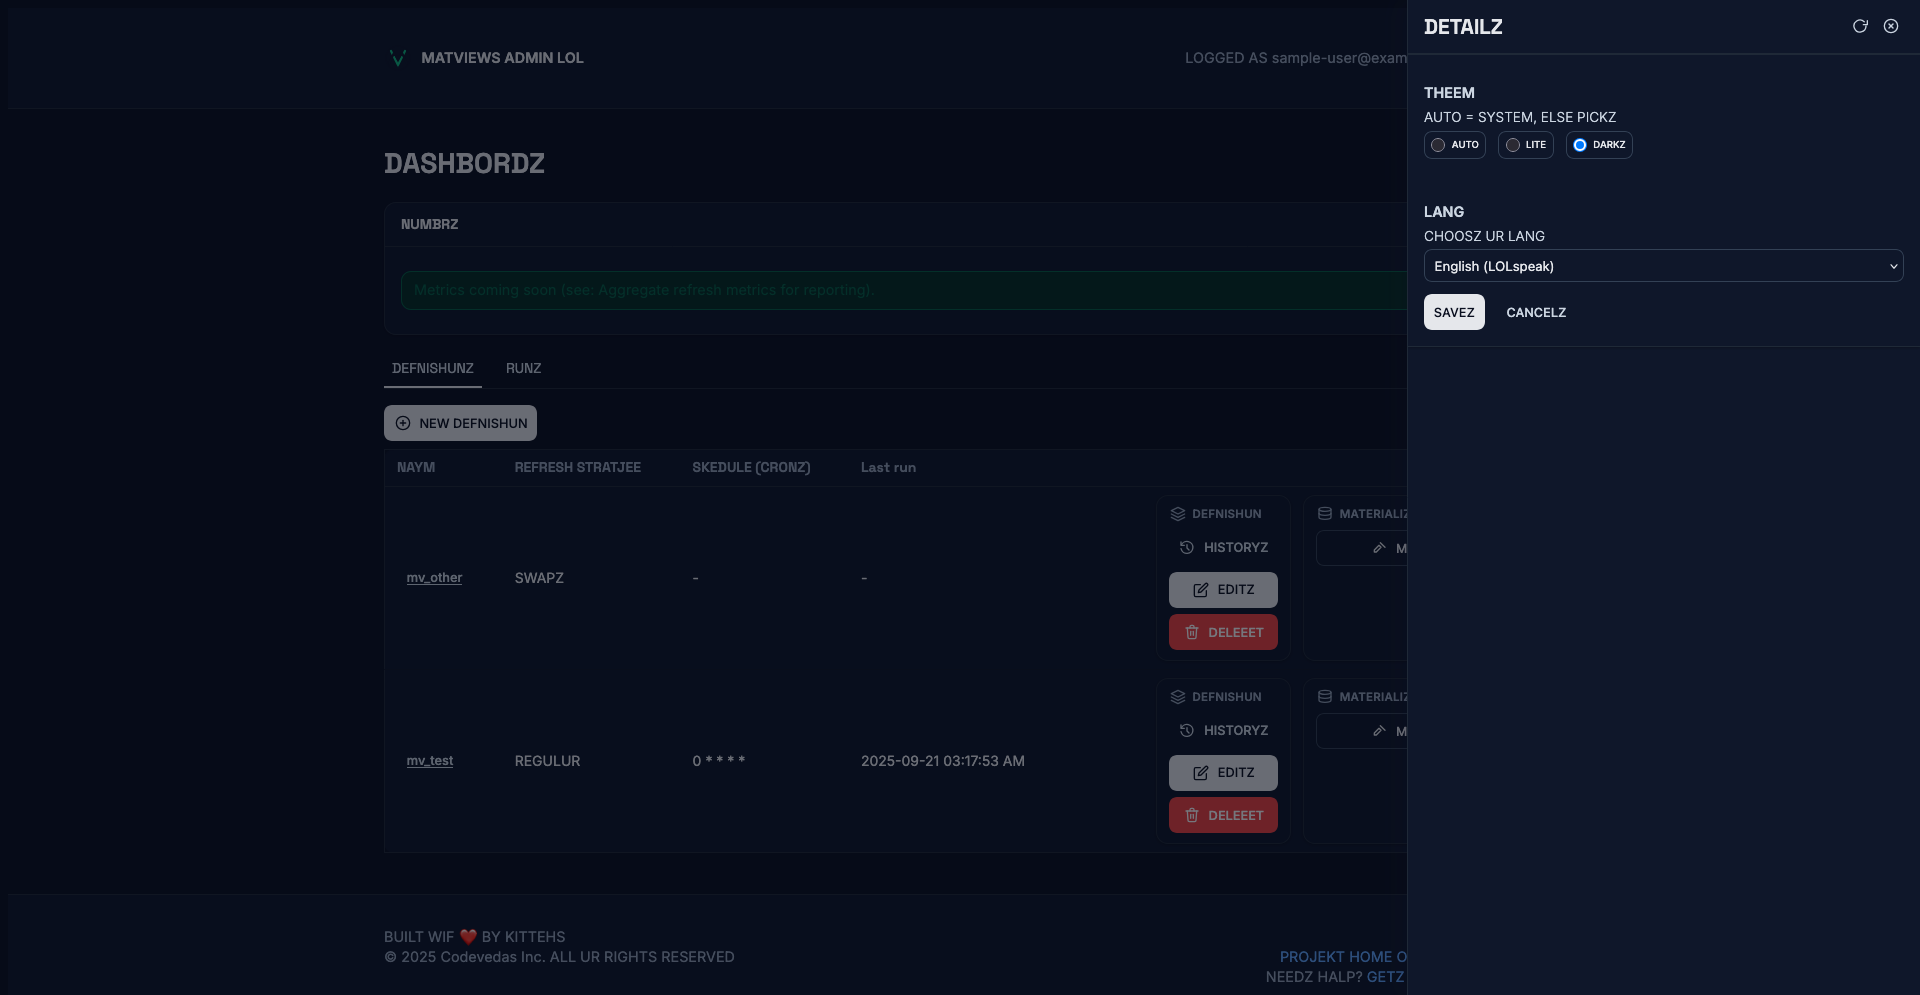 MATVIEWS ADMIN LOL
LOGGED AS sample-user@exam
DASHBORDZ
NUMBRZ
Metrics coming soon (see: Aggregate refresh metrics for reporting).
DEFNISHUNZ RUNZ
NEW DEFNISHUN
NAYM REFRESH STRATJEE SKEDULE (CRONZ) Last run
DEFNISHUN MATERIALIZ
HISTORYZ M
mv_other SWAPZ - -
EDITZ
DELEEET
DEFNISHUN MATERIALIZ
HISTORYZ M
mv_test REGULUR 0 * * * * 2025-09-21 03:17:53 AM
EDITZ
DELEEET
BUILT WIF ❤️ BY KITTEHS
© 2025 Codevedas Inc. ALL UR RIGHTS RESERVED
PROJEKT HOME O
NEEDZ HALP? GETZ
DETAILZ
THEEM
AUTO = SYSTEM, ELSE PICKZ
AUTO LITE DARKZ
LANG
CHOOSZ UR LANG
English (LOLspeak)
SAVEZ CANCELZ